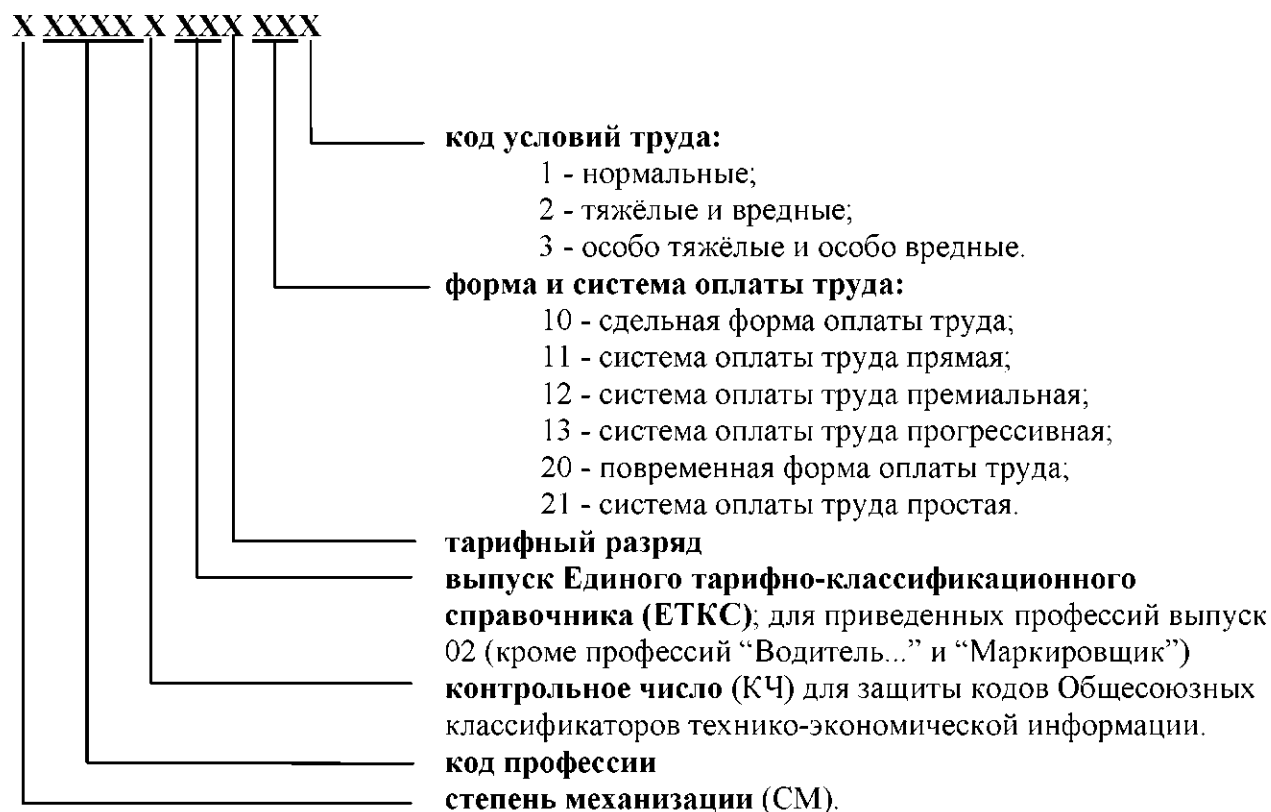 X XXXX X XXX XXX
код условий труда:
1 - нормальные;
2 - тяжёлые и вредные;
3 - особо тяжёлые и особо вредные.
форма и система оплаты труда:
10 - сдельная форма оплаты труда;
11 - система оплаты труда прямая;
12 - система оплаты труда премиальная;
13 - система оплаты труда прогрессивная;
20 - повременная форма оплаты труда;
21 - система оплаты труда простая.
тарифный разряд
выпуск Единого тарифно-классификационного
справочника (ЕТКС); для приведенных профессий выпуск
02 (кроме профессий “Водитель...” и “Маркировщик”)
контрольное число (КЧ) для защиты кодов Общесоюзных
классификаторов технико-экономической информации.
код профессии
степень механизации (СМ).